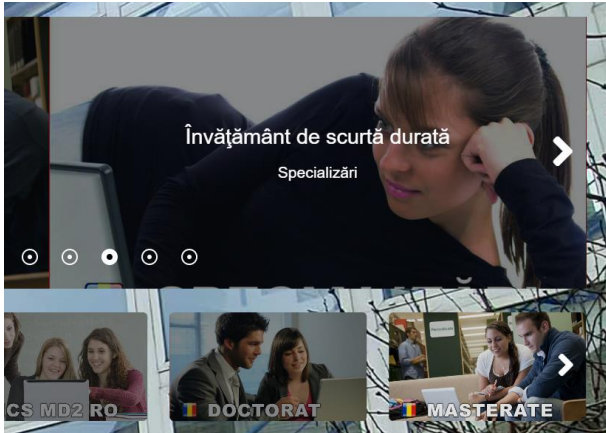 Învăţământ de scurtă durată
Specializări
CS MD2 RO
DOCTORAT
MASTERATE